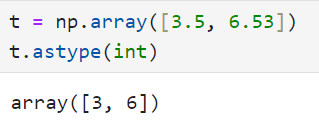 t = np.array([3.5, 6.53])
t.astype(int)
array([3, 6])